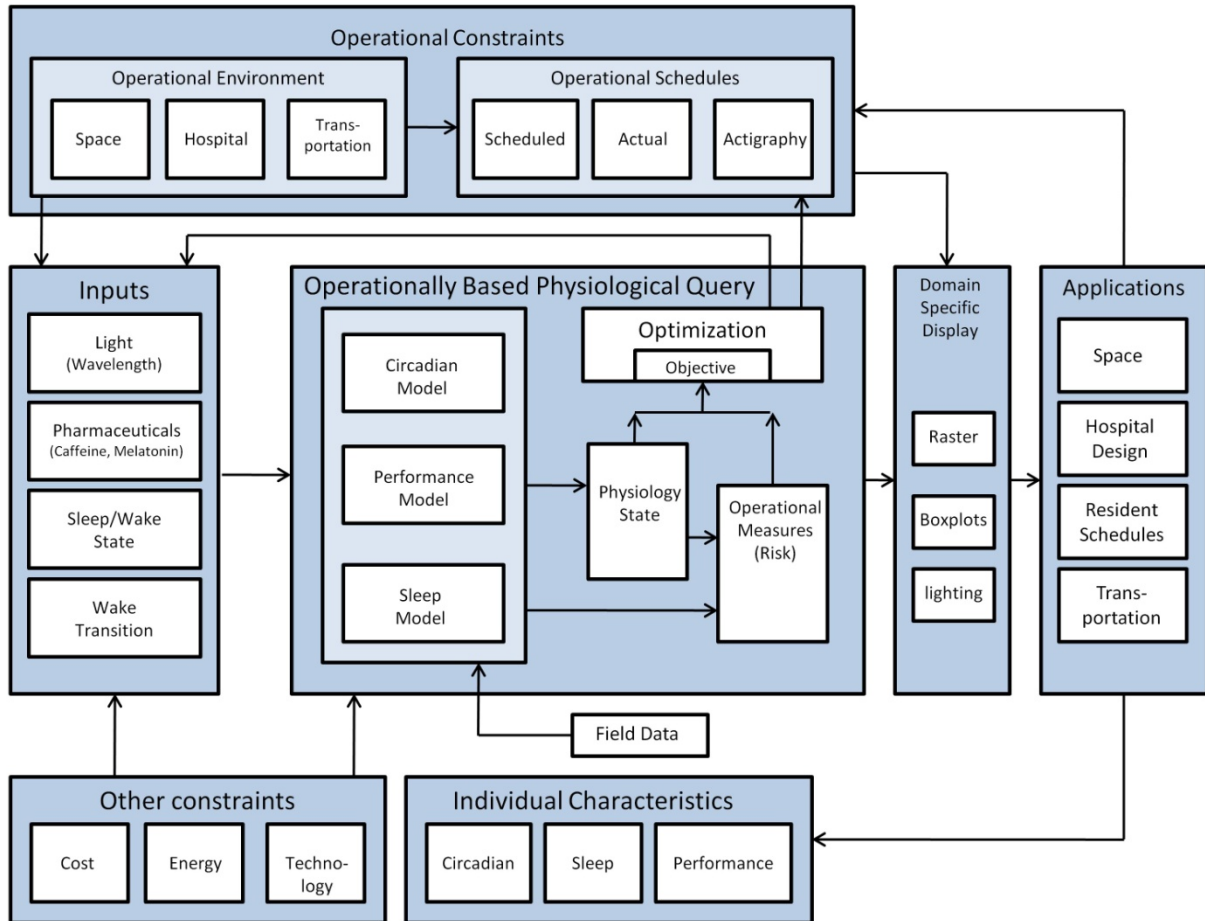 Operational Constraints
Operational Environment
Space
Hospital
Trans-
portation
Operational Schedules
Scheduled
Actual
Actigraphy
Inputs
Light
(Wavelength)
Pharmaceuticals
(Caffeine, Melatonin)
Sleep/Wake
State
Wake
Transition
Operationally Based Physiological Query
Circadian
Model
Performance
Model
Sleep
Model
Optimization
Objective
Physiology
State
Operational
Measures
(Risk)
Domain
Specific
Display
Raster
Boxplots
lighting
Applications
Space
Hospital
Design
Resident
Schedules
Trans-
portation
Field Data
Other constraints
Cost
Energy
Techno-
logy
Individual Characteristics
Circadian
Sleep
Performance